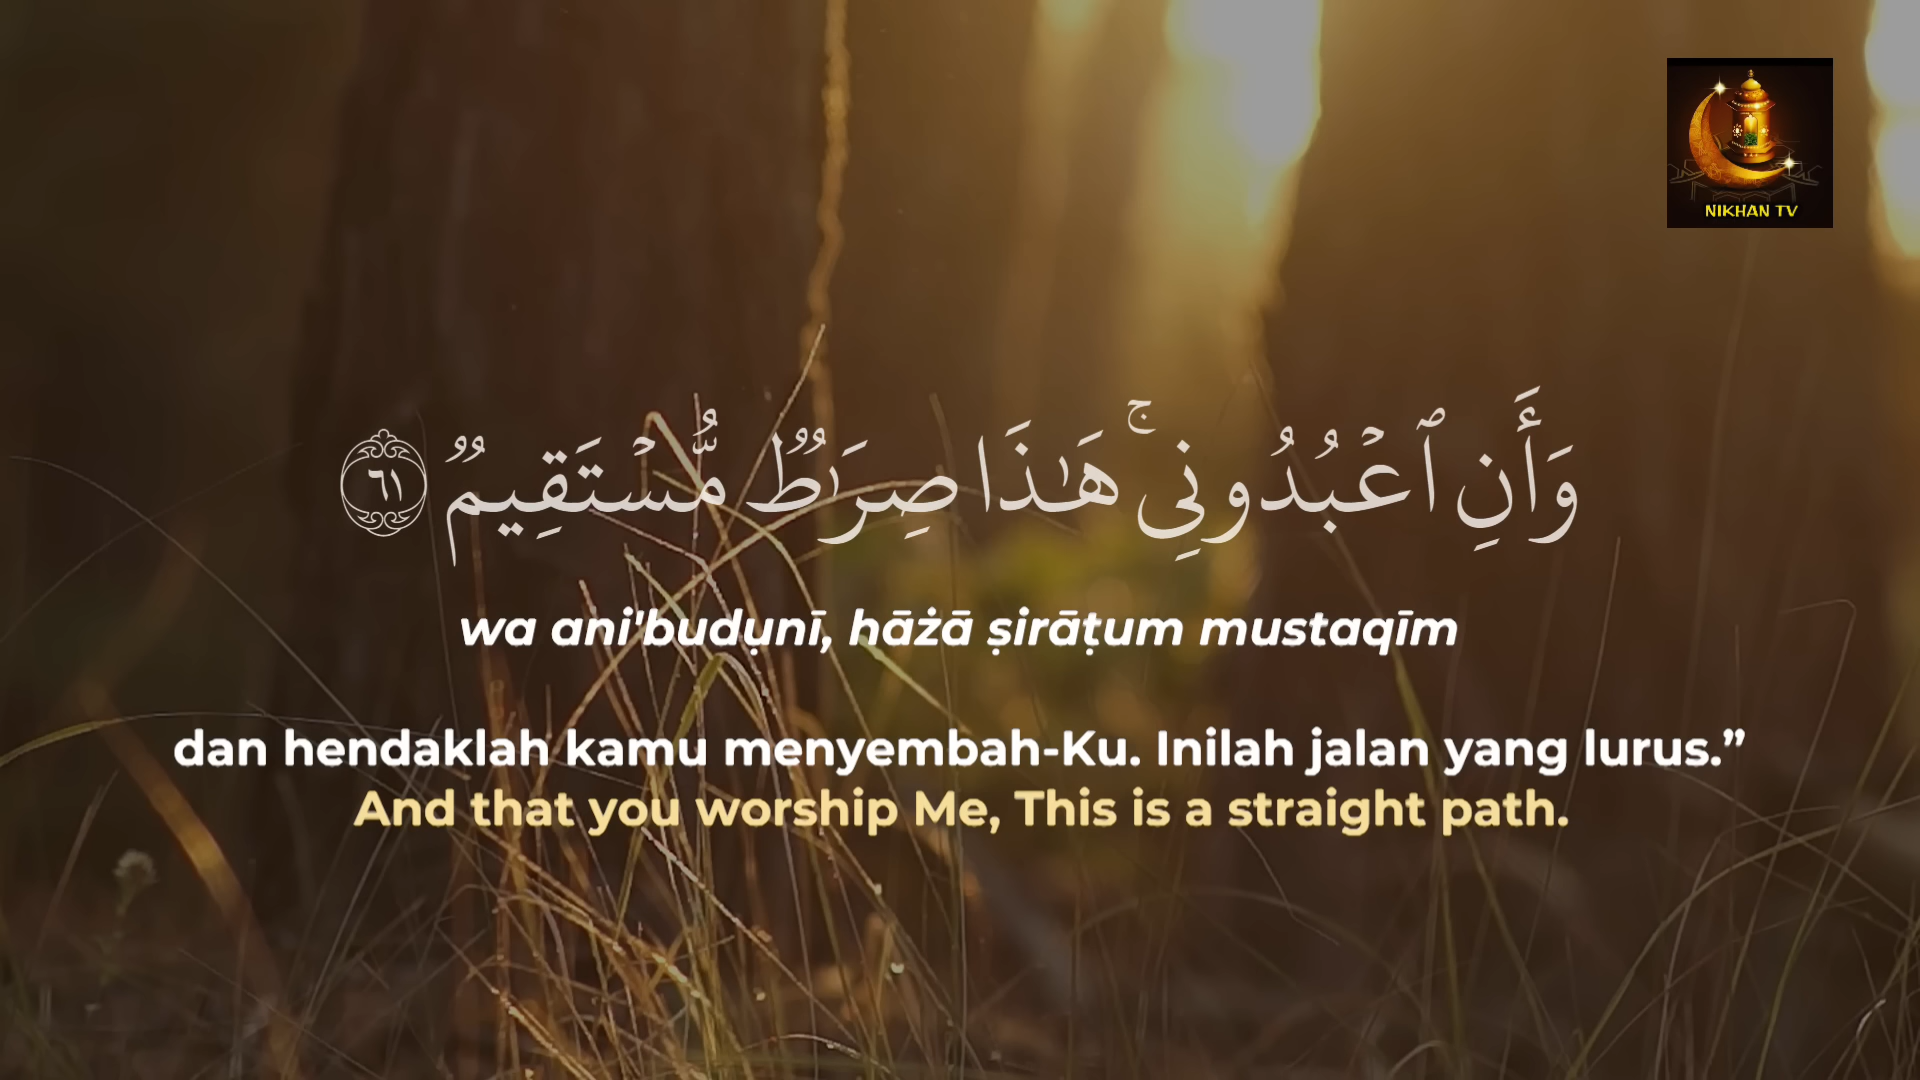 NIKHAN TV
وَأَنِ ٱعۡبُدُونِيۚ هَٰذَا صِرَٰطٞ مُّسۡتَقِيمٞ ٦١
wa ani'budụnī, hāżā ṣirāṭum mustaqīm
dan hendaklah kamu menyembah-Ku. Inilah jalan yang lurus.”
And that you worship Me, This is a straight path.